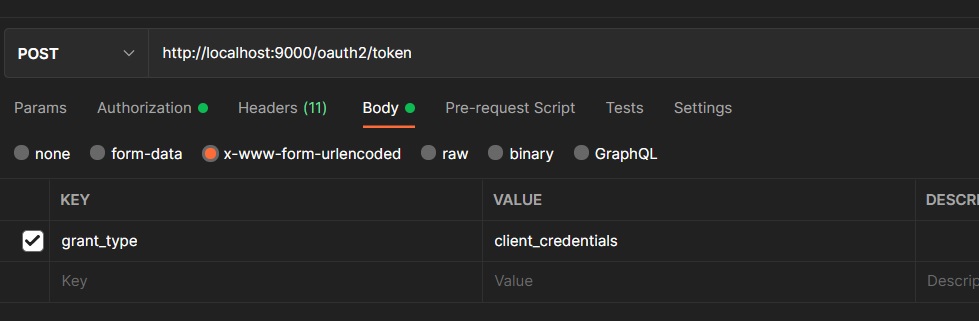 POST http://localhost:9000/oauth2/token
Params Authorization Headers (11) Body Pre-request Script Tests Settings
none form-data x-www-form-urlencoded raw binary GraphQL
KEY VALUE DESCRI
grant_type client_credentials
Key Value Descrip